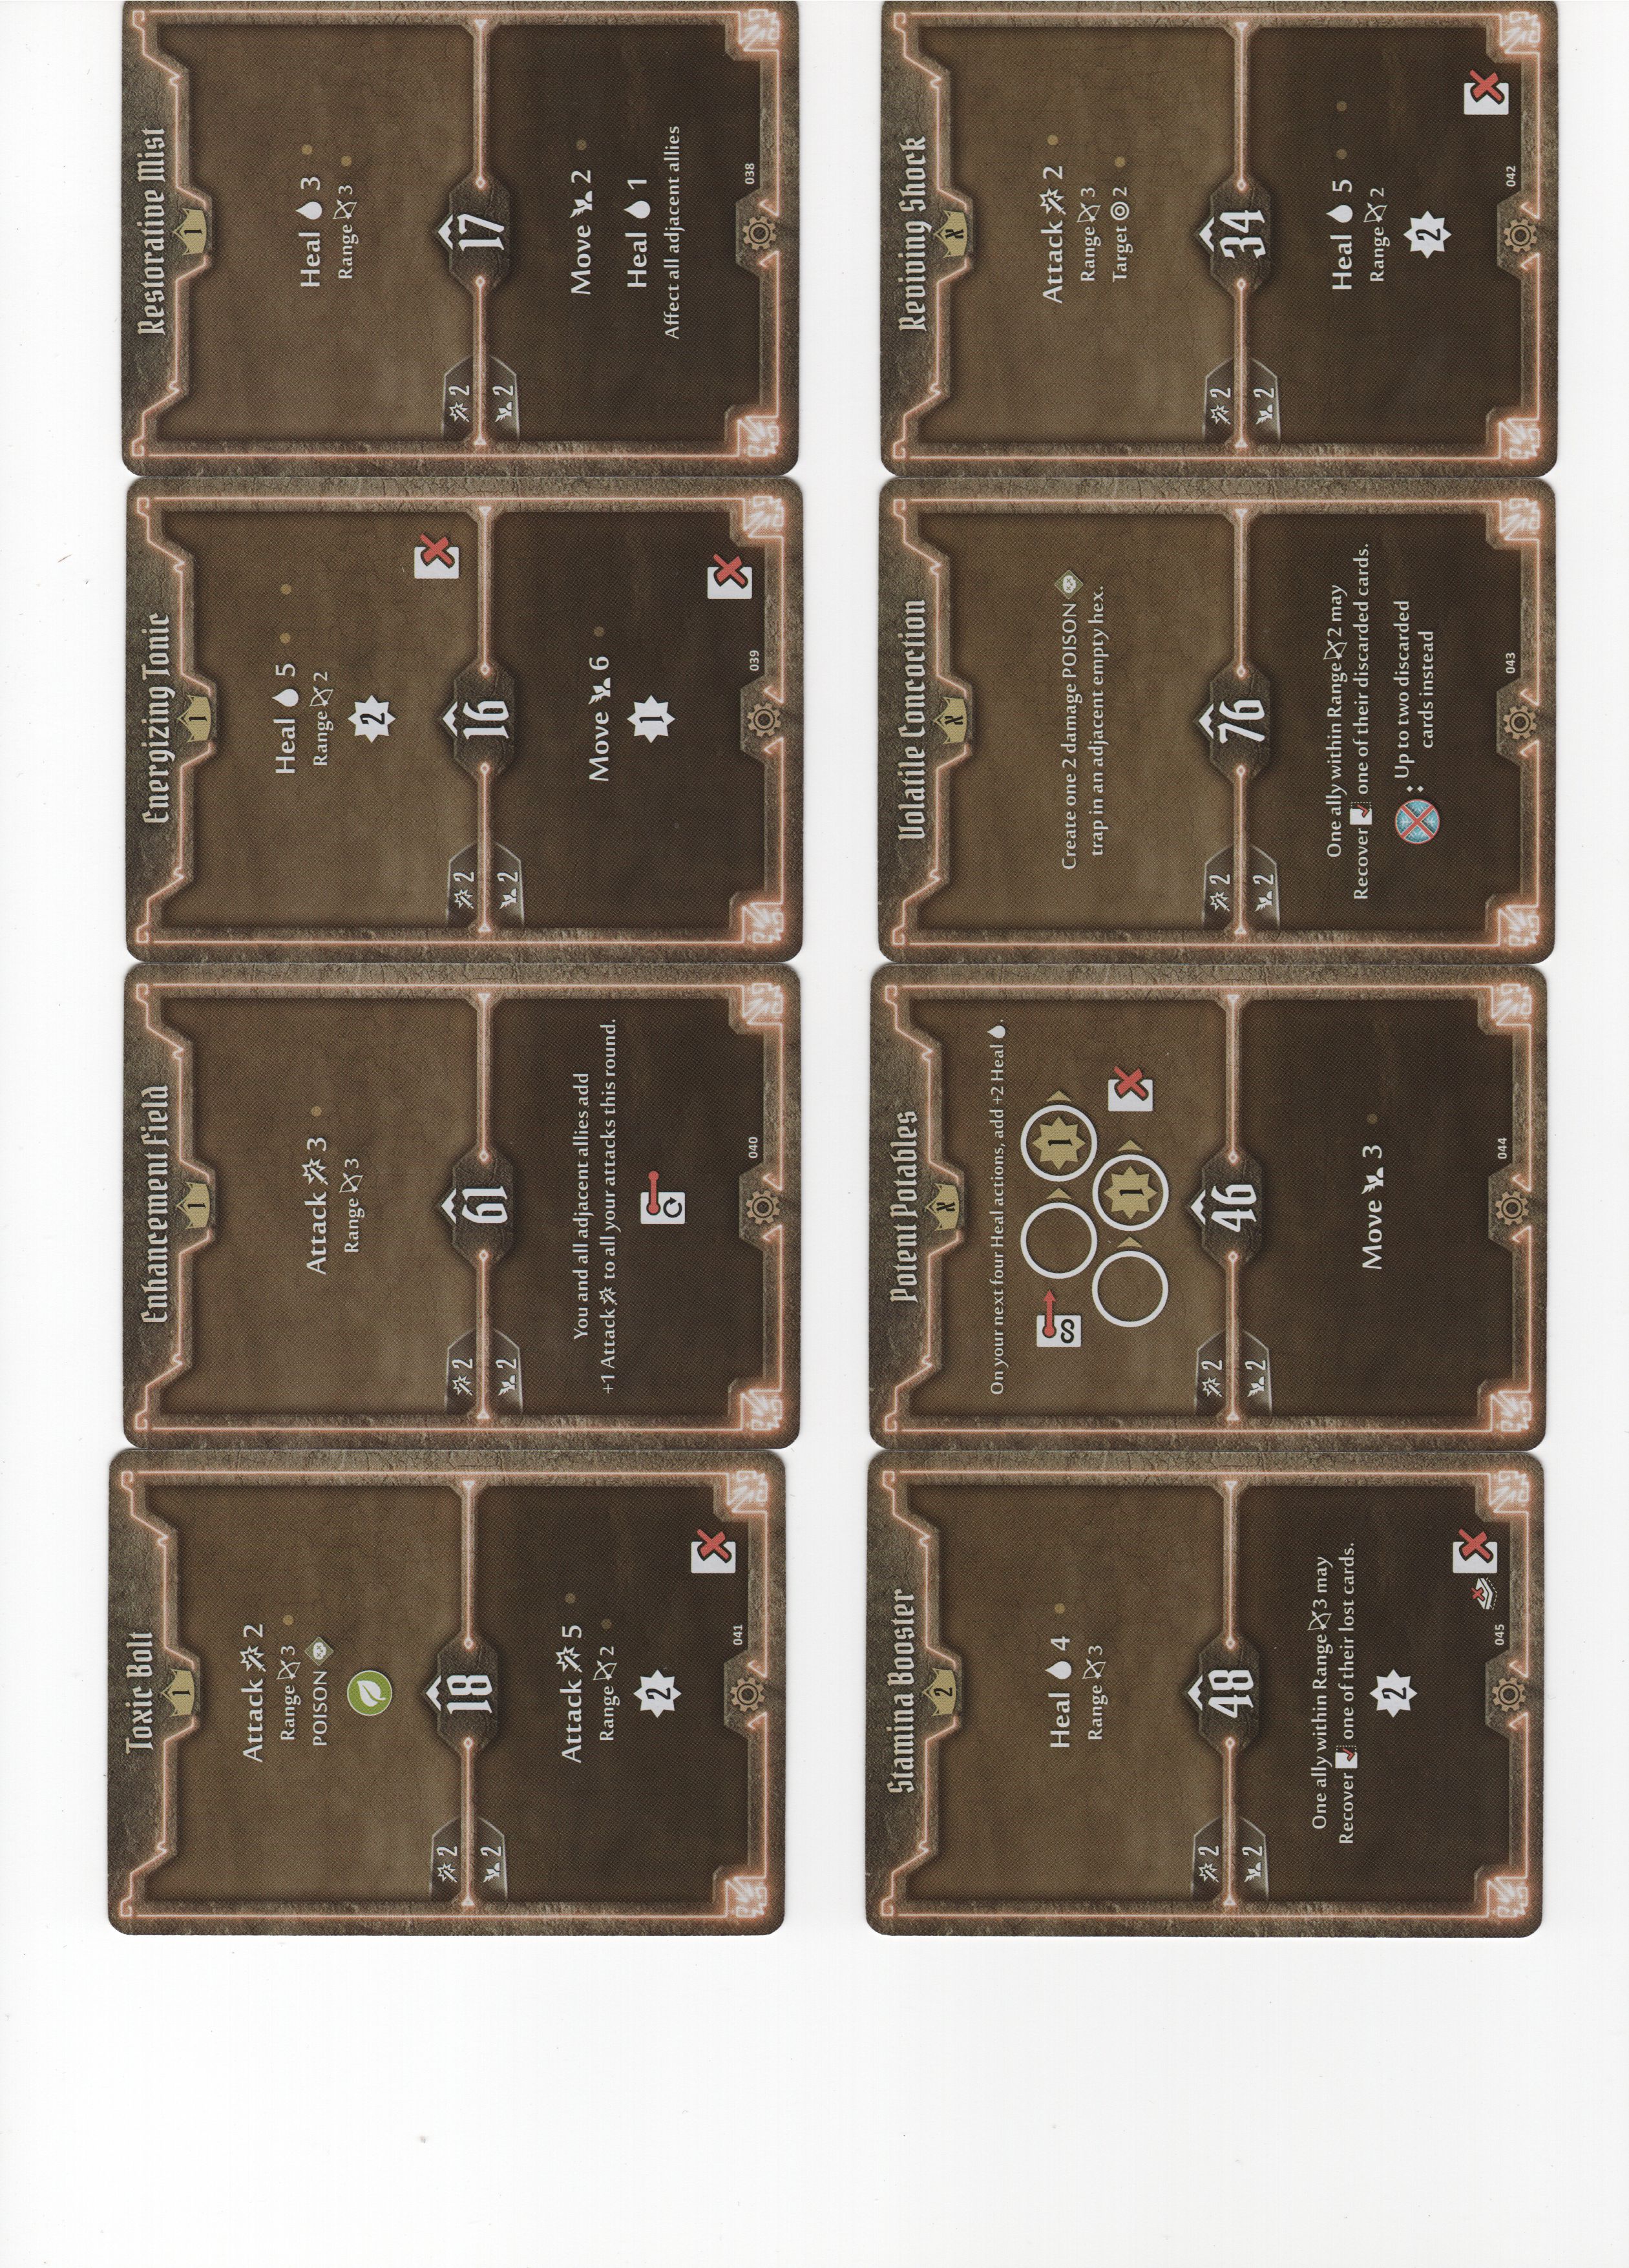 Toxic Bolt
1
Attack 2
Range 3
POISON
2
18
2
Attack 5
Range 2
2
041
Enhancement Field
1
Attack 3
Range 3
2
61
2
You and all adjacent allies add
+1 Attack to all your attacks this round.
040
Energizing Tonic
1
Heal 5
Range 2
2
2
16
2
Move 6
1
039
Restorative Mist
1
Heal 3
Range 3
2
17
2
Move 2
Heal 1
Affect all adjacent allies
038
Stamina Booster
2
Heal 4
Range 3
2
48
2
One ally within Range 3 may
Recover one of their lost cards.
2
045
Potent Potables
X
On your next four Heal actions, add +2 Heal .
1
1
2
46
2
Move 3
044
Volatile Concoction
X
Create one 2 damage POISON
trap in an adjacent empty hex.
2
76
2
One ally within Range 2 may
Recover one of their discarded cards.
: Up to two discarded
cards instead
043
Reviving Shock
X
Attack 2
Range 3
Target 2
2
34
2
Heal 5
Range 2
2
042